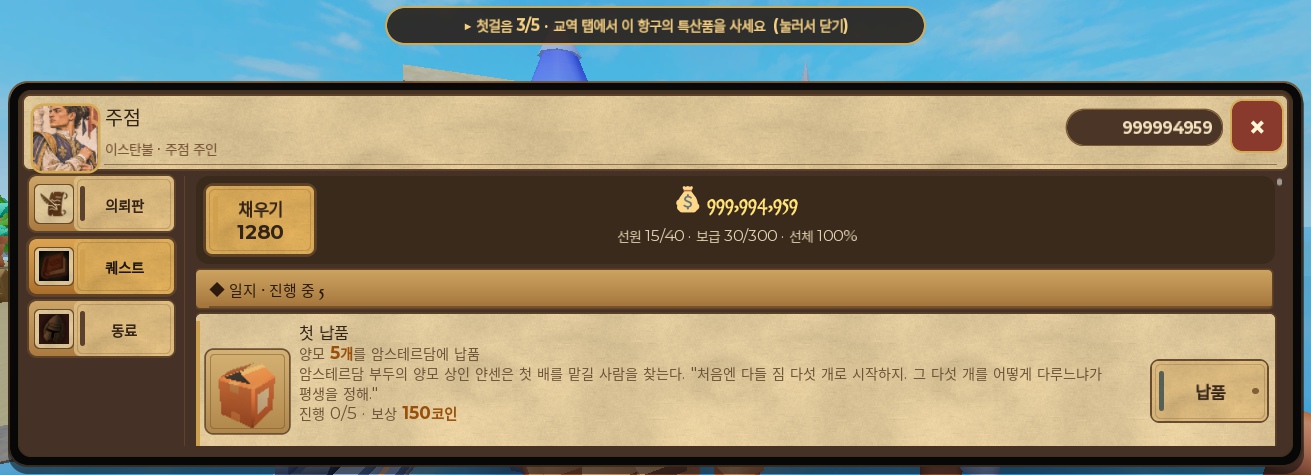 ▸ 첫걸음 3/5 · 교역 탭에서 이 항구의 특산품을 사세요 (눌러서 닫기)
주점
이스탄불 · 주점 주인
999994959
의뢰판
퀘스트
동료
채우기
1280
999,994,959
선원 15/40 · 보급 30/300 · 선체 100%
◆ 일지 · 진행 중 5
첫 납품
양모 5개를 암스테르담에 납품
암스테르담 부두의 양모 상인 얀센은 첫 배를 맡길 사람을 찾는다. "처음엔 다들 짐 다섯 개로 시작하지. 그 다섯 개를 어떻게 다루느냐가
평생을 정해."
진행 0/5 · 보상 150코인
납품